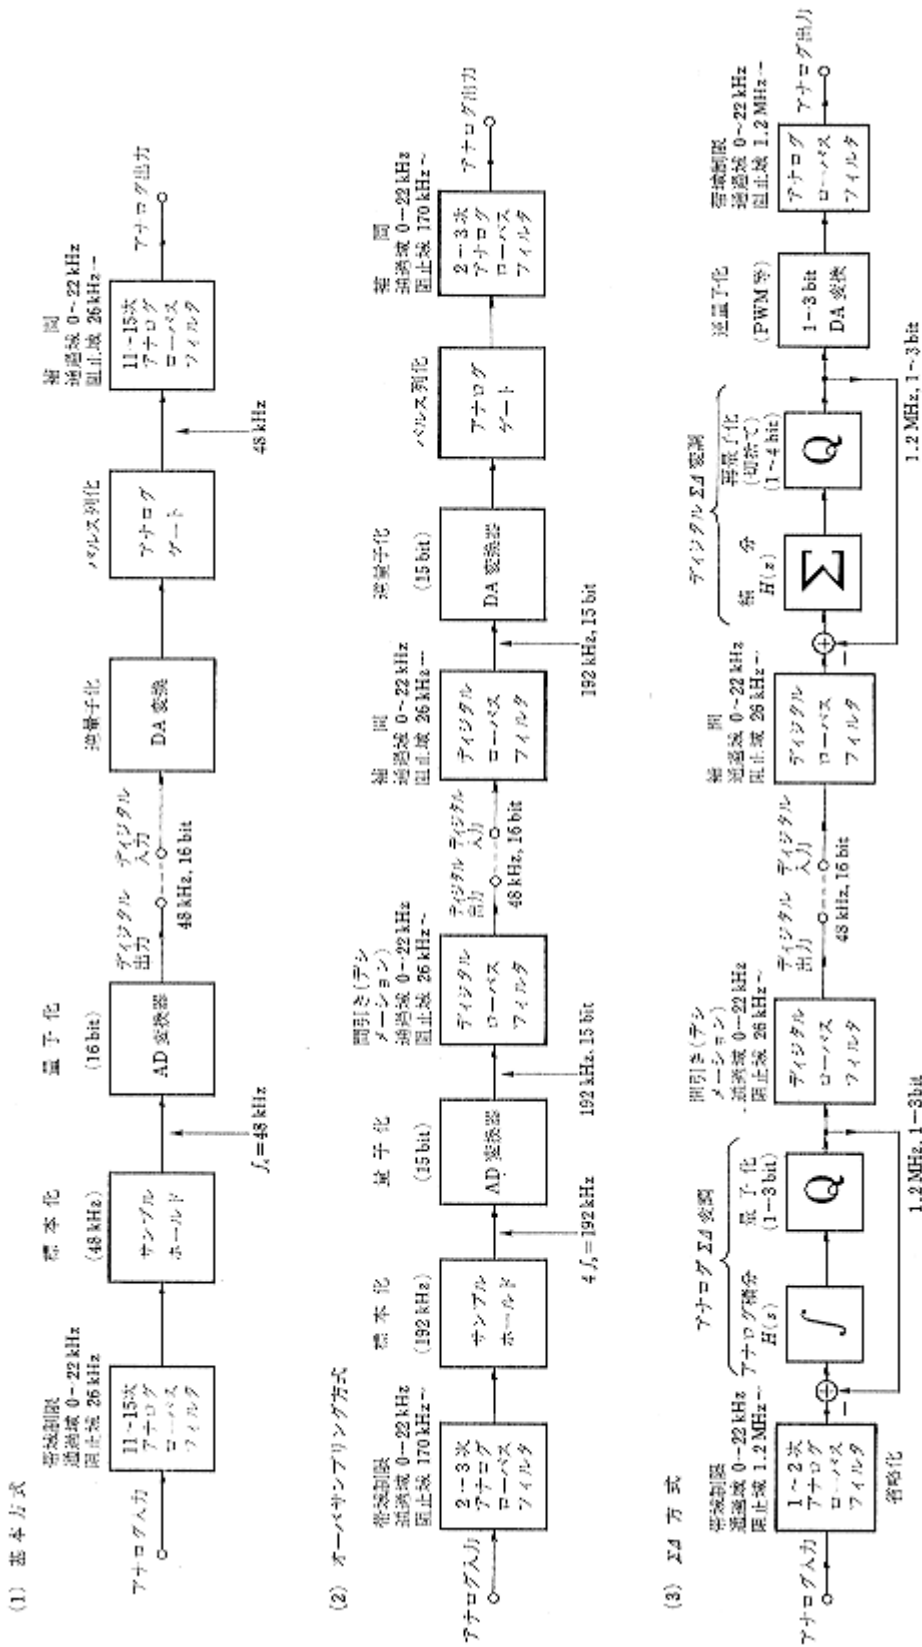 (1) 基本方式
アナログ入力
帯域制限
通過域 0~22 kHz
阻止域 26 kHz
11~15次
アナログ
ローパス
フィルタ
標本化
(48 kHz)
サンプル
ホールド
fs=48 kHz
量子化
(16 bit)
AD 変換器
ディジタル
出力
ディジタル
入力
48 kHz, 16 bit
逆量子化
DA 変換
パルス列化
アナログ
ゲート
48 kHz
補間
通過域 0~22 kHz
阻止域 26 kHz~
11~15次
アナログ
ローパス
フィルタ
アナログ出力
(2) オーバサンプリング方式
アナログ入力
帯域制限
通過域 0~22 kHz
阻止域 170 kHz~
2~3次
アナログ
ローパス
フィルタ
標本化
(192 kHz)
サンプル
ホールド
4 fs=192 kHz
量子化
(15 bit)
AD 変換器
192 kHz, 15 bit
間引き(デシ
メーション)
通過域 0~22 kHz
阻止域 26 kHz~
ディジタル
ローパス
フィルタ
ディジタル
出力
ディジタル
入力
48 kHz, 16 bit
補間
通過域 0~22 kHz
阻止域 26 kHz~
ディジタル
ローパス
フィルタ
192 kHz, 15 bit
逆量子化
(15 bit)
DA 変換器
パルス列化
アナログ
ゲート
補間
通過域 0~22 kHz
阻止域 170 kHz~
2~3次
アナログ
ローパス
フィルタ
アナログ出力
(3) ΣΔ 方式
アナログ入力
帯域制限
通過域 0~22 kHz
阻止域 1.2 MHz~
1~2次
アナログ
ローパス
フィルタ
省略化
アナログ ΣΔ 変調
アナログ積分
H(s)
∫
量子化
(1~3 bit)
Q
1.2 MHz, 1~3 bit
間引き(デシ
メーション)
通過域 0~22 kHz
阻止域 26 kHz~
ディジタル
ローパス
フィルタ
ディジタル
出力
ディジタル
入力
48 kHz, 16 bit
補間
通過域 0~22 kHz
阻止域 26 kHz~
ディジタル
ローパス
フィルタ
ディジタル ΣΔ 変調
積分
H(z)
Σ
再量子化
(切捨て)
(1~4 bit)
Q
1.2 MHz, 1~3 bit
逆量子化
(PWM 等)
1~3 bit
DA 変換
帯域制限
通過域 0~22 kHz
阻止域 1.2 MHz~
アナログ
ローパス
フィルタ
アナログ出力